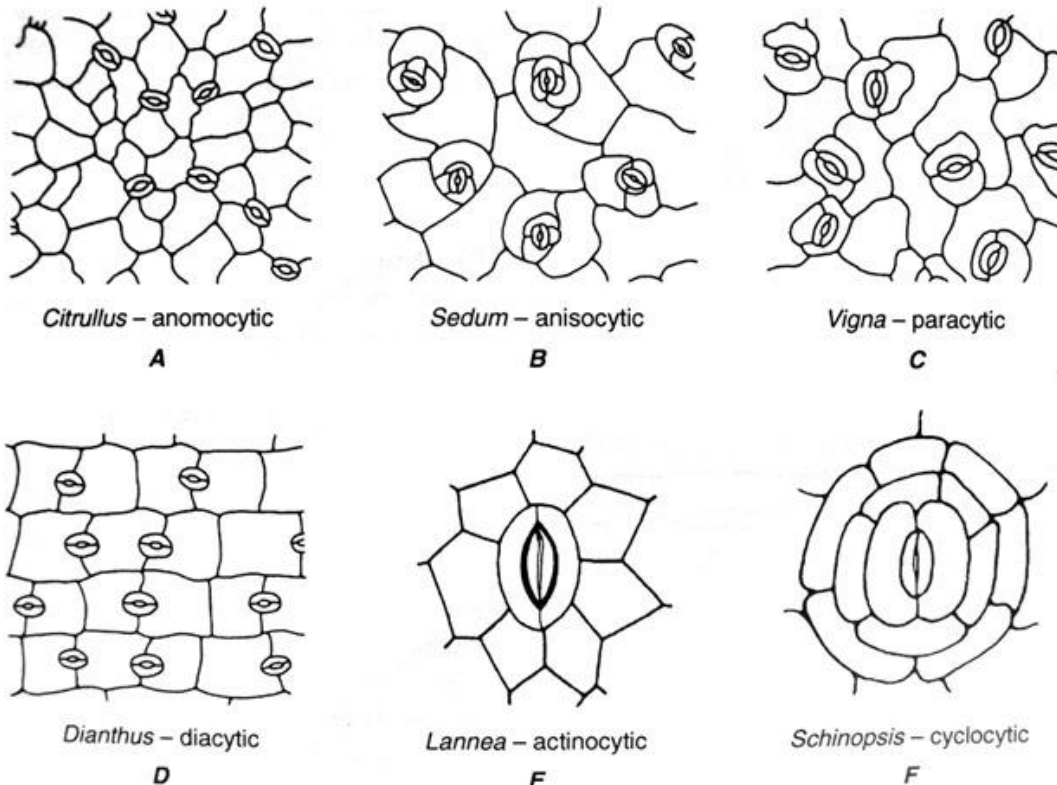 Citrullus – anomocytic
Sedum – anisocytic
Vigna – paracytic
A
B
C
Dianthus – diacytic
Lannea – actinocytic
Schinopsis – cyclocytic
D
E
F